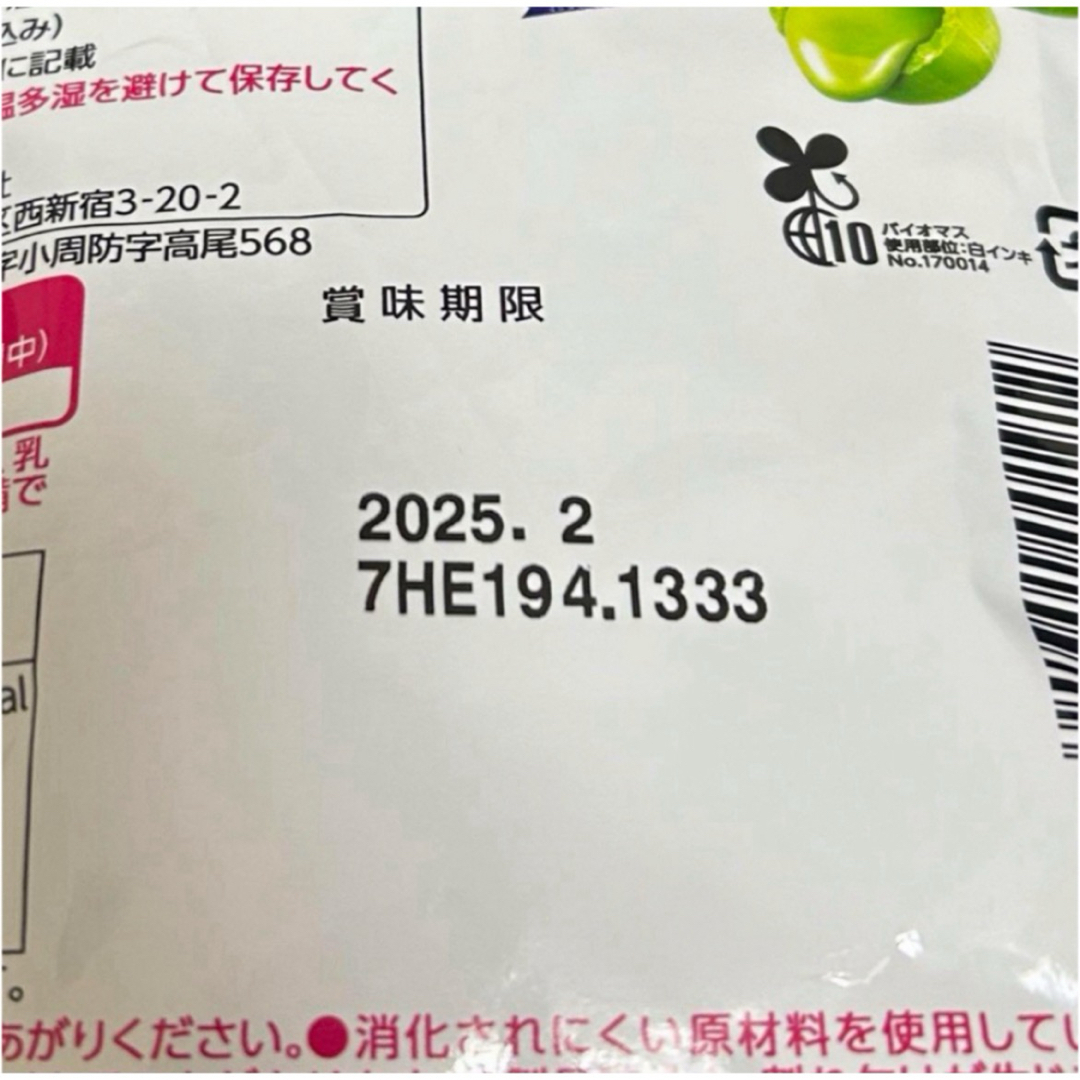 込み）
に記載
温多湿を避けて保存してく
西新宿3-20-2
字小周防字高尾568
中）
乳
で
賞味期限
10
バイオマス
使用部位:白インキ
No.170014
2025. 2
7HE194.1333
al
。
あがりください。●消化されにくい原材料を使用してい